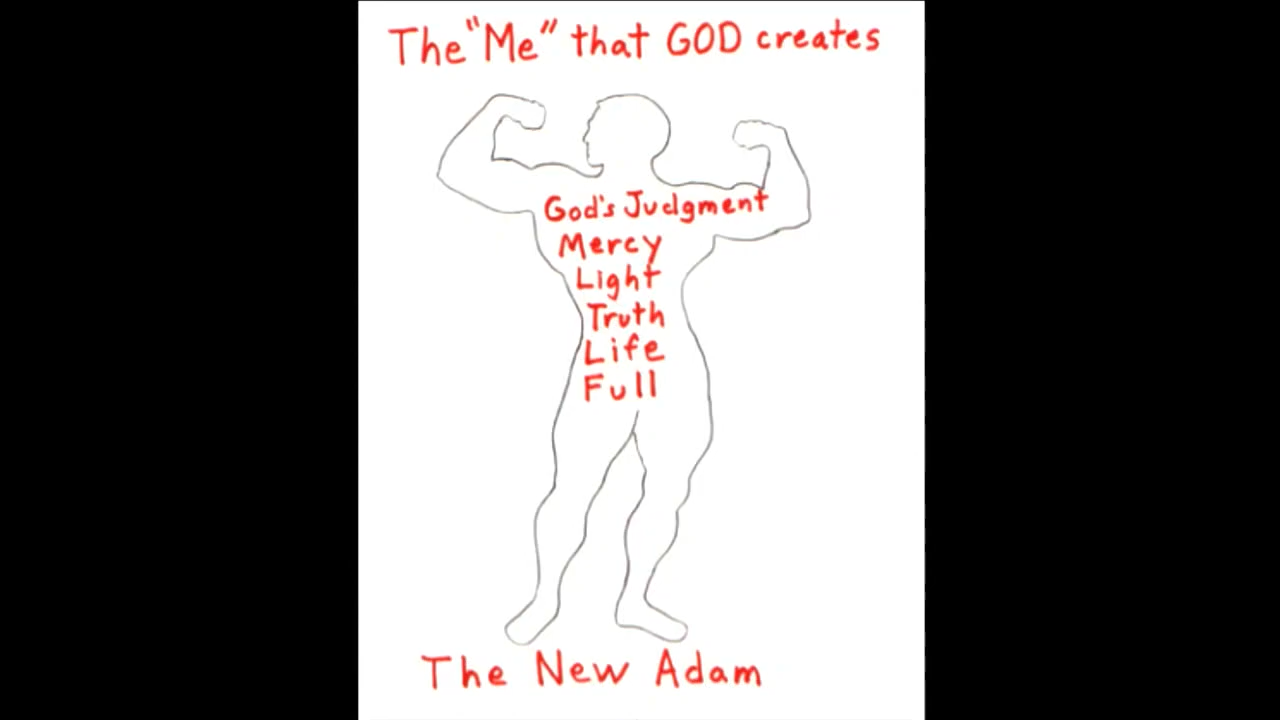 The "Me" that GOD creates
God's Judgment
Mercy
Light
Truth
Life
Full
The New Adam